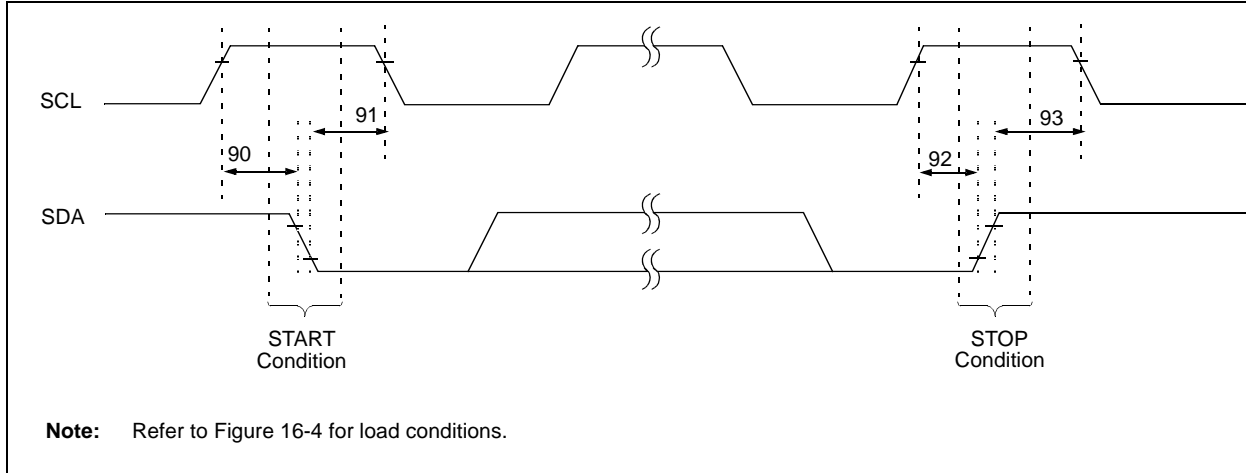 SCL
91
93
90
92
SDA
START
Condition
STOP
Condition
Note: Refer to Figure 16-4 for load conditions.